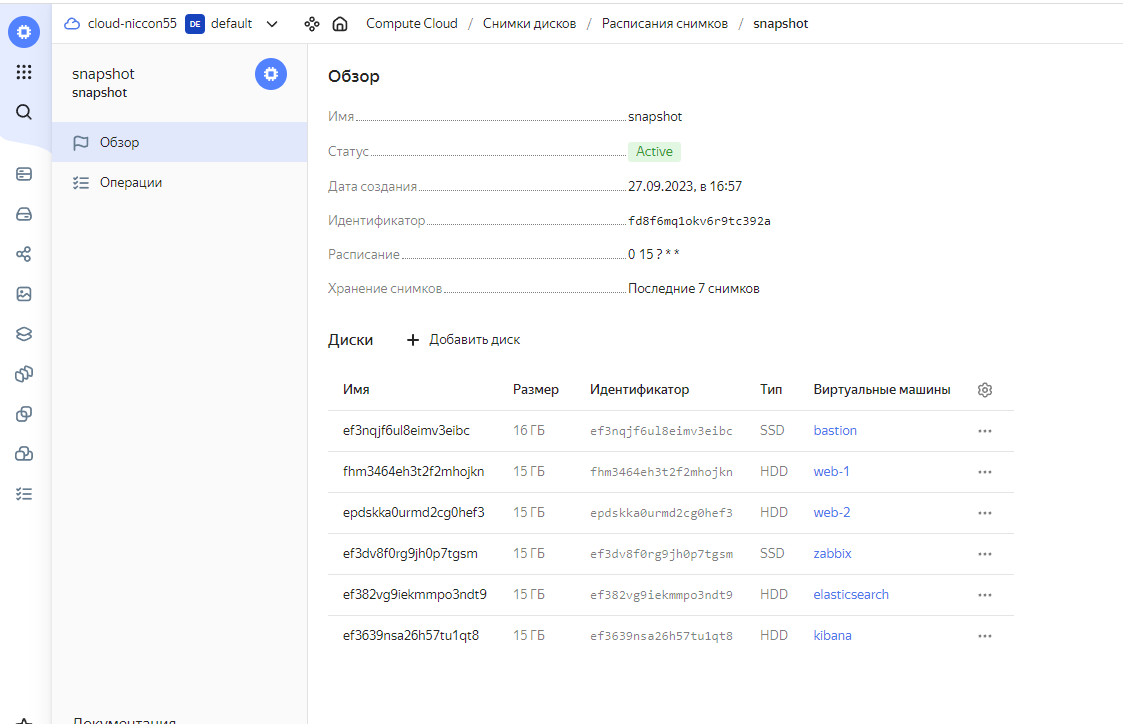 cloud-niccon55 DE default Compute Cloud / Снимки дисков / Расписания снимков / snapshot
snapshot
snapshot
Обзор
Операции
Обзор
Имя snapshot
Статус Active
Дата создания 27.09.2023, в 16:57
Идентификатор fd8f6mq1okv6r9tc392a
Расписание 0 15 ? * *
Хранение снимков Последние 7 снимков
Диски + Добавить диск
Имя Размер Идентификатор Тип Виртуальные машины
ef3nqjf6ul8eimv3eibc 16 ГБ ef3nqjf6ul8eimv3eibc SSD bastion
fhm3464eh3t2f2mhojkn 15 ГБ fhm3464eh3t2f2mhojkn HDD web-1
epdskka0urmd2cg0hef3 15 ГБ epdskka0urmd2cg0hef3 HDD web-2
ef3dv8f0rg9jh0p7tgsm 15 ГБ ef3dv8f0rg9jh0p7tgsm SSD zabbix
ef382vg9iekmmpo3ndt9 15 ГБ ef382vg9iekmmpo3ndt9 HDD elasticsearch
ef3639nsa26h57tu1qt8 15 ГБ ef3639nsa26h57tu1qt8 HDD kibana
Документация